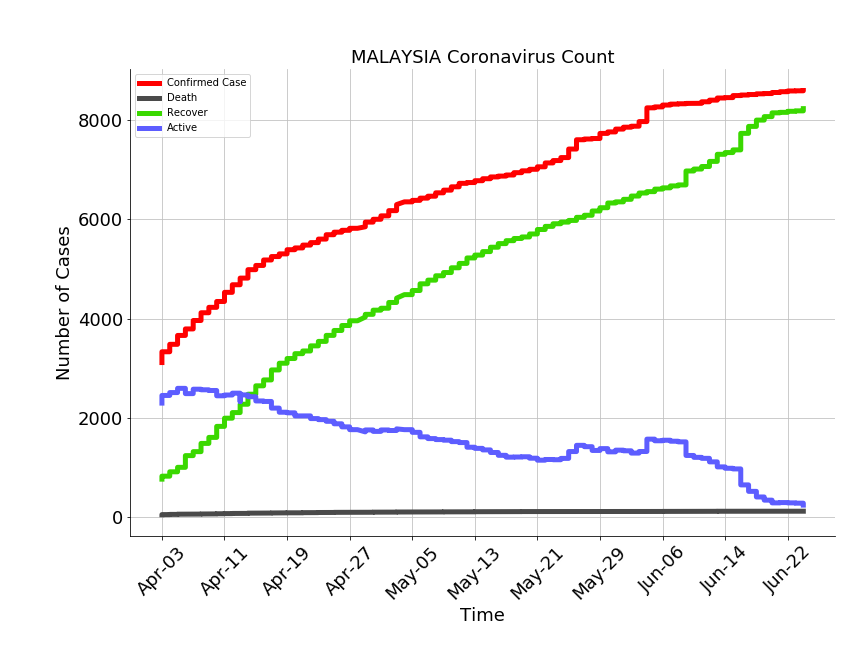 MALAYSIA Coronavirus Count
Confirmed Case
Death
Recover
Active
Number of Cases
8000
6000
4000
2000
0
Apr-03
Apr-11
Apr-19
Apr-27
May-05
May-13
May-21
May-29
Jun-06
Jun-14
Jun-22
Time